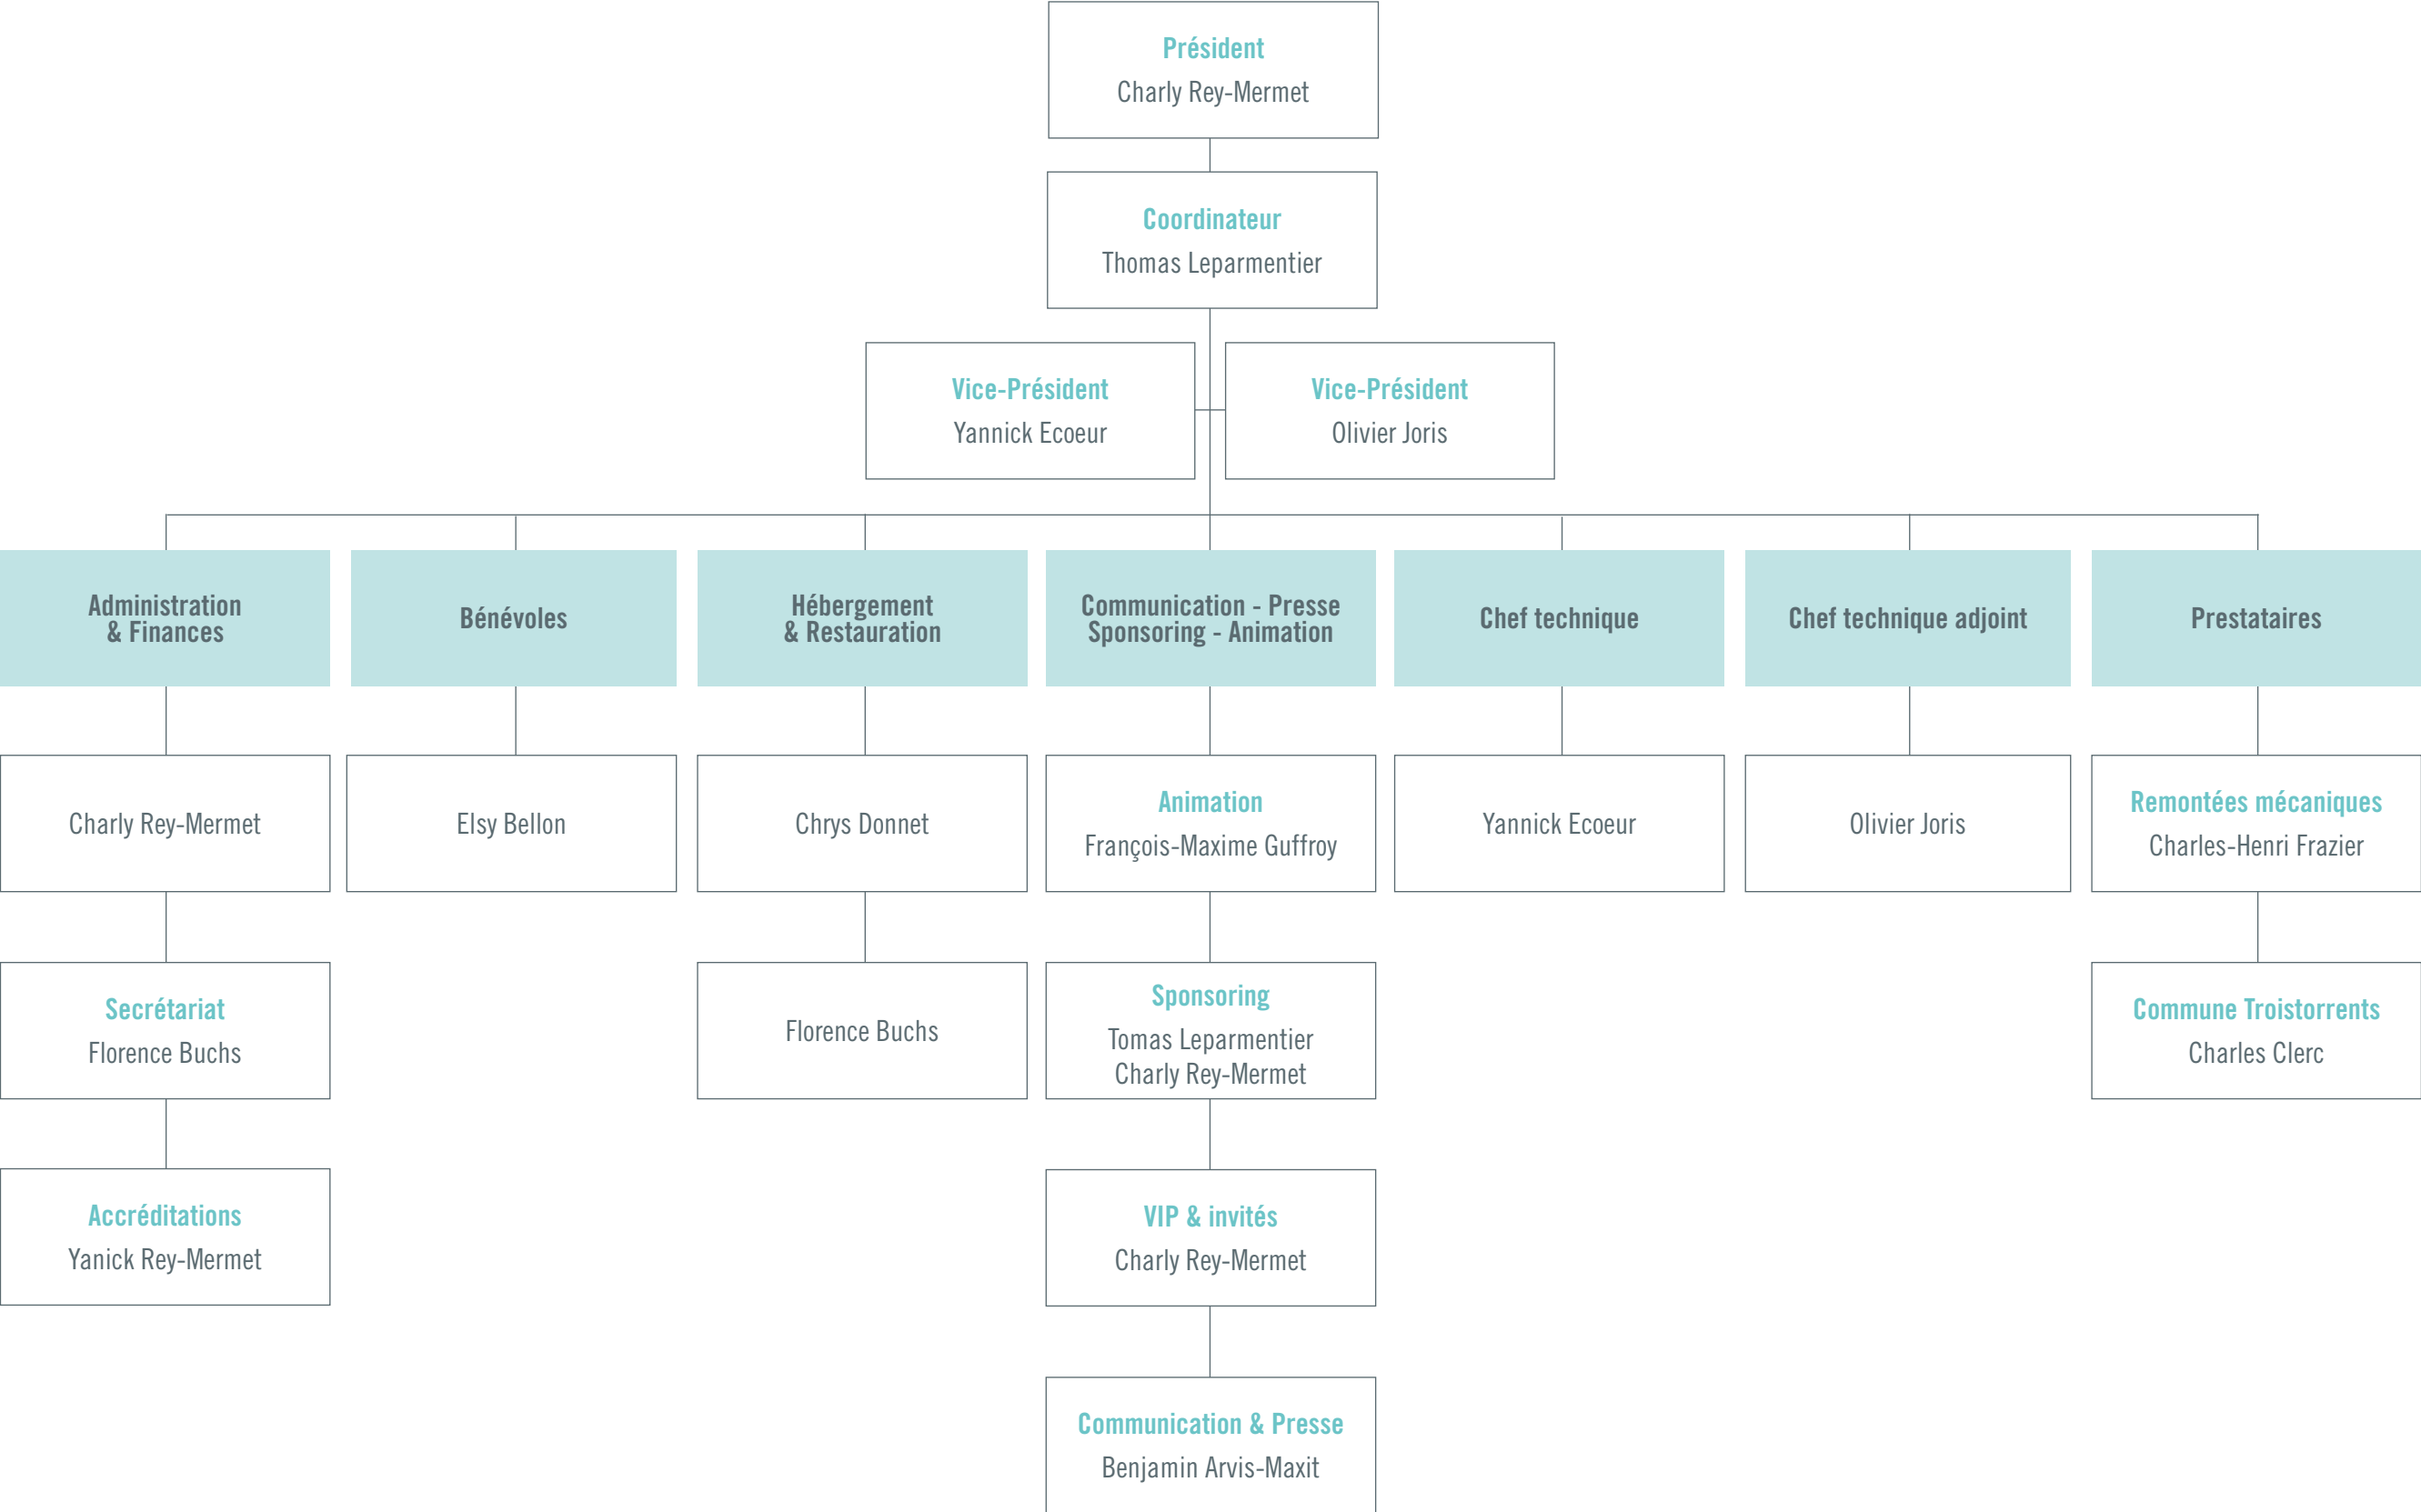 Président
Charly Rey-Mermet
Coordinateur
Thomas Leparmentier
Vice-Président
Yannick Ecoeur
Vice-Président
Olivier Joris
Administration
& Finances
Bénévoles
Hébergement
& Restauration
Communication - Presse
Sponsoring - Animation
Chef technique
Chef technique adjoint
Prestataires
Charly Rey-Mermet
Elsy Bellon
Chrys Donnet
Animation
François-Maxime Guffroy
Yannick Ecoeur
Olivier Joris
Remontées mécaniques
Charles-Henri Frazier
Secrétariat
Florence Buchs
Florence Buchs
Sponsoring
Tomas Leparmentier
Charly Rey-Mermet
Commune Troistorrents
Charles Clerc
Accréditations
Yanick Rey-Mermet
VIP & invités
Charly Rey-Mermet
Communication & Presse
Benjamin Arvis-Maxit